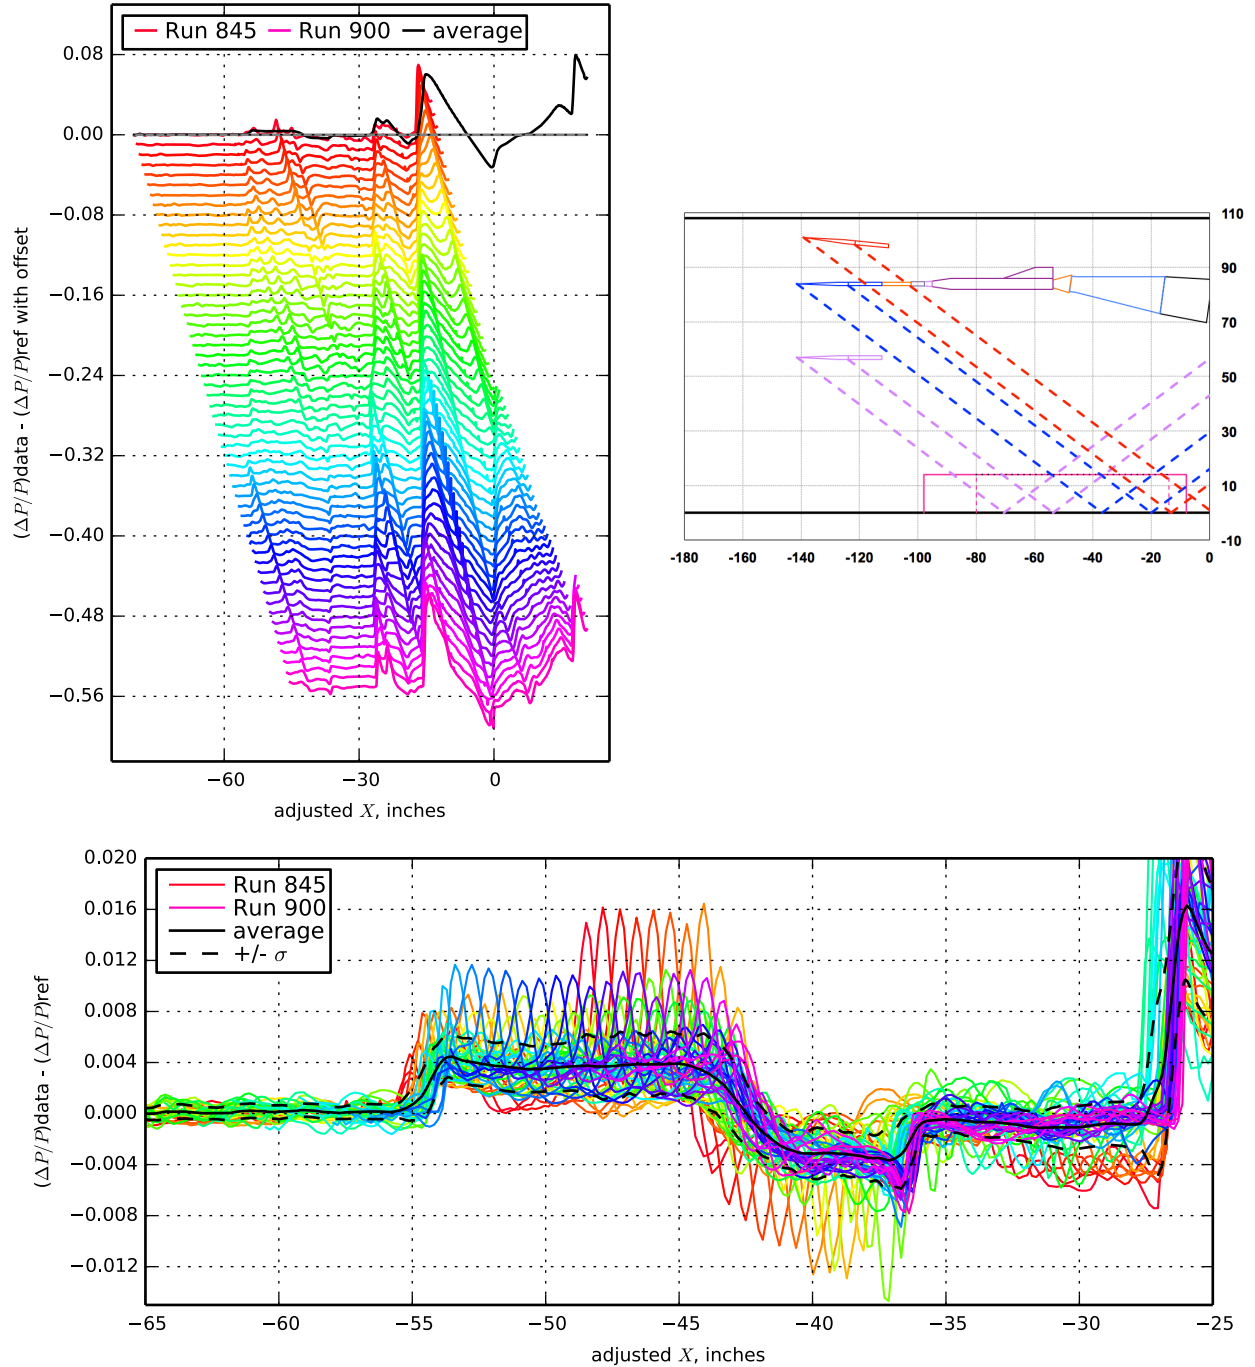 Run 845 Run 900 average
0.08
0.00
−0.08
−0.16
−0.24
−0.32
−0.40
−0.48
−0.56
(ΔP/P)data - (ΔP/P)ref with offset
−60 −30 0
adjusted X, inches
110
90
70
50
30
10
-10
-180 -160 -140 -120 -100 -80 -60 -40 -20 0
Run 845
Run 900
average
+/- σ
0.020
0.016
0.012
0.008
0.004
0.000
−0.004
−0.008
−0.012
(ΔP/P)data - (ΔP/P)ref
−65 −60 −55 −50 −45 −40 −35 −30 −25
adjusted X, inches